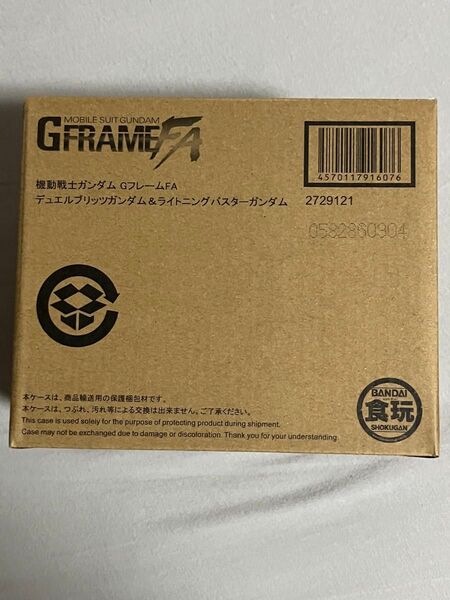 MOBILE SUIT GUNDAM
GFRAMEFA
機動戦士ガンダム GフレームFA
デュエルブリッツガンダム&ライトニングバスターガンダム
4570117916076
2729121
0582860904
本ケースは、商品輸送用の保護梱包材です。
本ケースは、つぶれ、汚れ等による交換は出来ません。ご了承ください。
This case is used solely for the purpose of protecting product during shipment.
Case may not be exchanged due to damage or discoloration. Thank you for your understanding.
BANDAI
食玩
SHOKUGAN